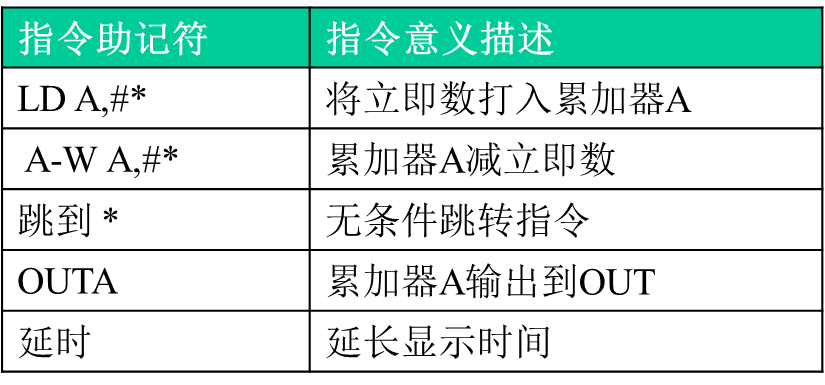 指令助记符 指令意义描述
LD A,#* 将立即数打入累加器A
A-W A,#* 累加器A减立即数
跳到 * 无条件跳转指令
OUTA 累加器A输出到OUT
延时 延长显示时间